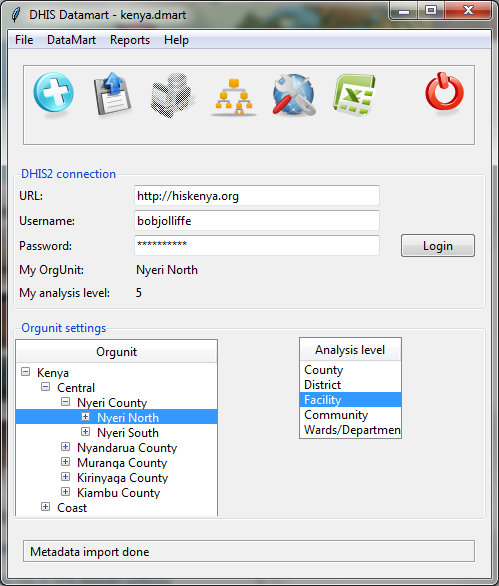 DHIS Datamart - kenya.dmart
File DataMart Reports Help
DHIS2 connection
URL: http://hiskenya.org
Username: bobjolliffe
Password: **********
Login
My OrgUnit: Nyeri North
My analysis level: 5
Orgunit settings
Orgunit
Kenya
Central
Nyeri County
Nyeri North
Nyeri South
Nyandarua County
Muranga County
Kirinyaga County
Kiambu County
Coast
Analysis level
County
District
Facility
Community
Wards/Departmen
Metadata import done